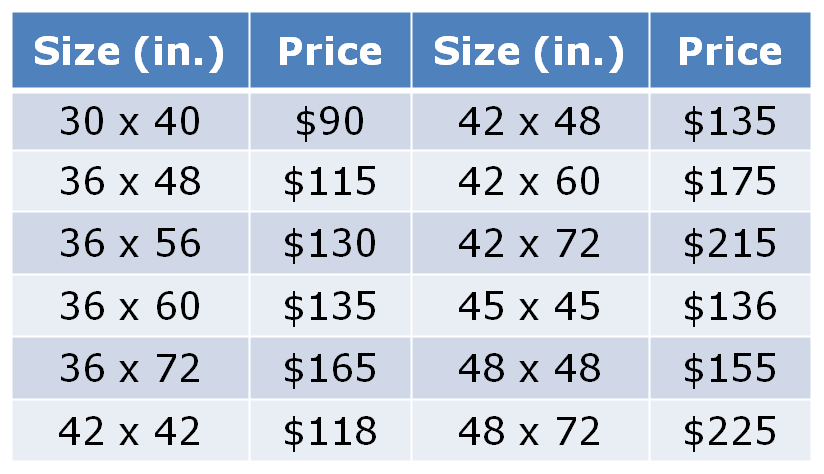 Size (in.) Price Size (in.) Price
30 x 40 $90 42 x 48 $135
36 x 48 $115 42 x 60 $175
36 x 56 $130 42 x 72 $215
36 x 60 $135 45 x 45 $136
36 x 72 $165 48 x 48 $155
42 x 42 $118 48 x 72 $225